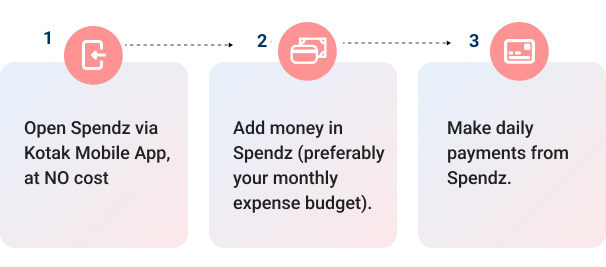 1
2
3
Open Spendz via
Kotak Mobile App,
at NO cost
Add money in
Spendz (preferably
your monthly
expense budget).
Make daily
payments from
Spendz.